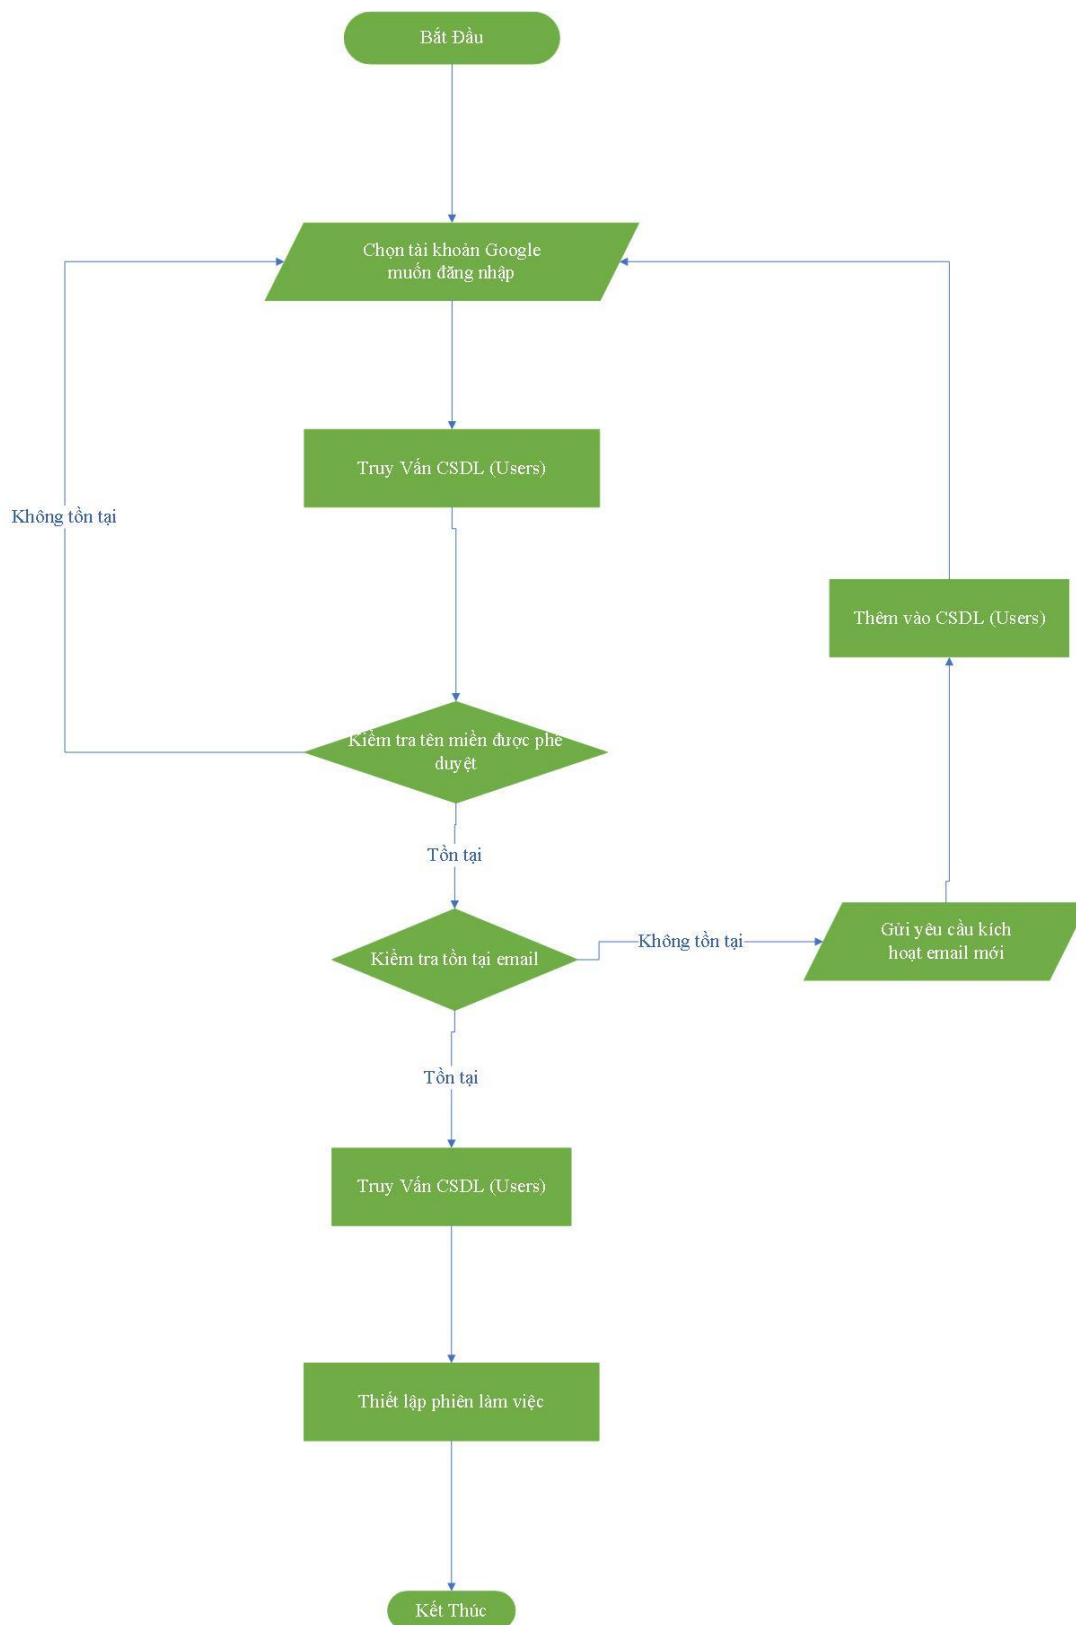 Bắt Đầu
Chọn tài khoản Google
muốn đăng nhập
Truy Vấn CSDL (Users)
Không tồn tại
Thêm vào CSDL (Users)
Kiểm tra tên miền được phê
duyệt
Tồn tại
Kiểm tra tồn tại email
Không tồn tại
Gửi yêu cầu kích
hoạt email mới
Tồn tại
Truy Vấn CSDL (Users)
Thiết lập phiên làm việc
Kết Thúc